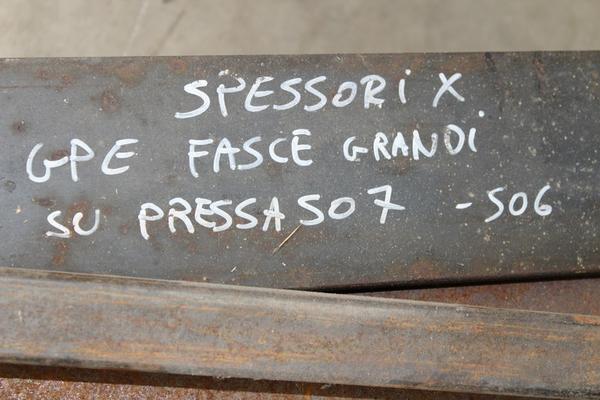 SPESSORi X
GPE FASCE GRANDi
SU PRESSA 507 - 506